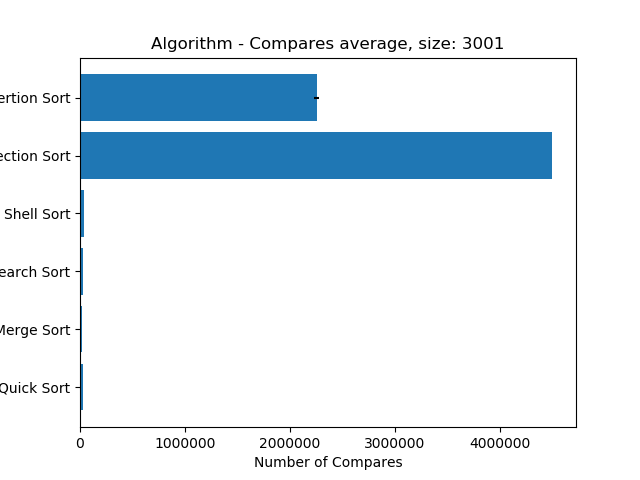 Algorithm - Compares average, size: 3001
ertion Sort
ection Sort
Shell Sort
earch Sort
Merge Sort
Quick Sort
0 1000000 2000000 3000000 4000000
Number of Compares